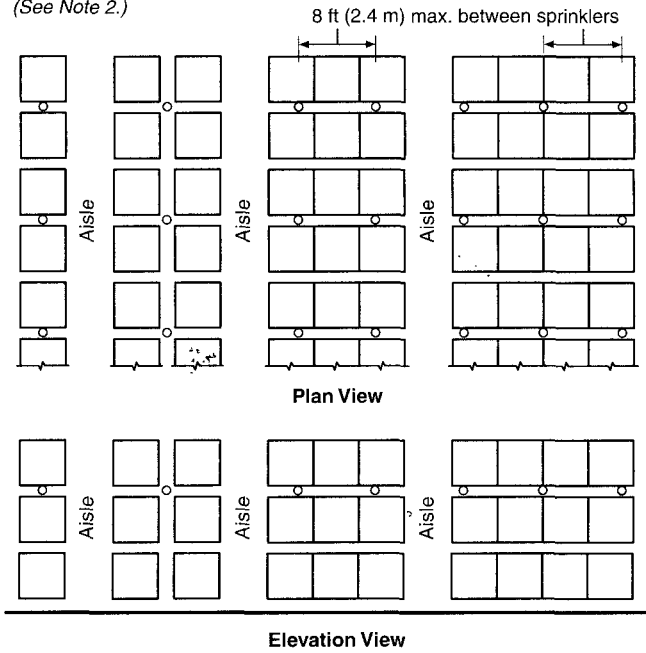 (See Note 2.)
8 ft (2.4 m) max. between sprinklers
Aisle
Aisle
Aisle
Plan View
Aisle
Aisle
Aisle
Elevation View